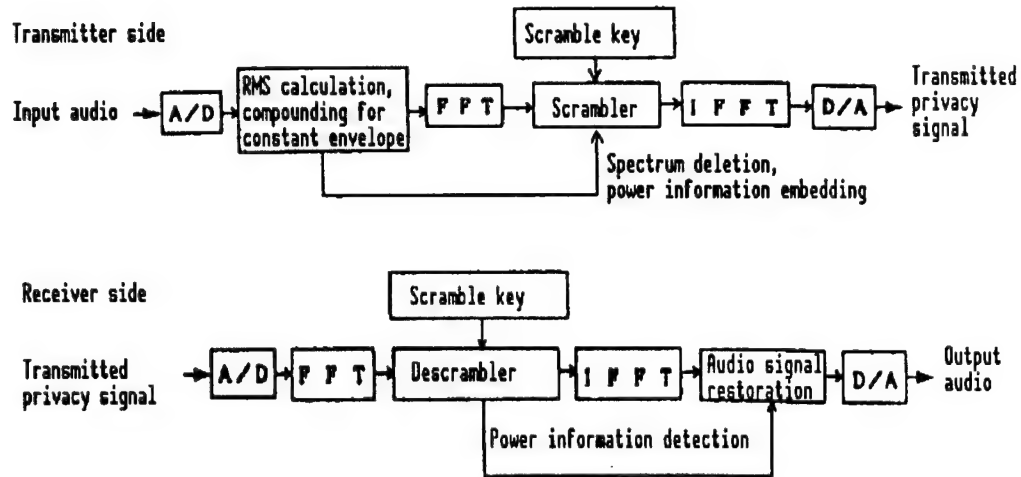 Transmitter side
Scramble key
Input audio
A/D
RMS calculation,
compounding for
constant envelope
F F T
Scrambler
I F F T
D/A
Transmitted
privacy
signal
Spectrum deletion,
power information embedding
Receiver side
Scramble key
Transmitted
privacy signal
A/D
F F T
Descrambler
I F F T
Audio signal
restoration
D/A
Output
audio
Power information detection